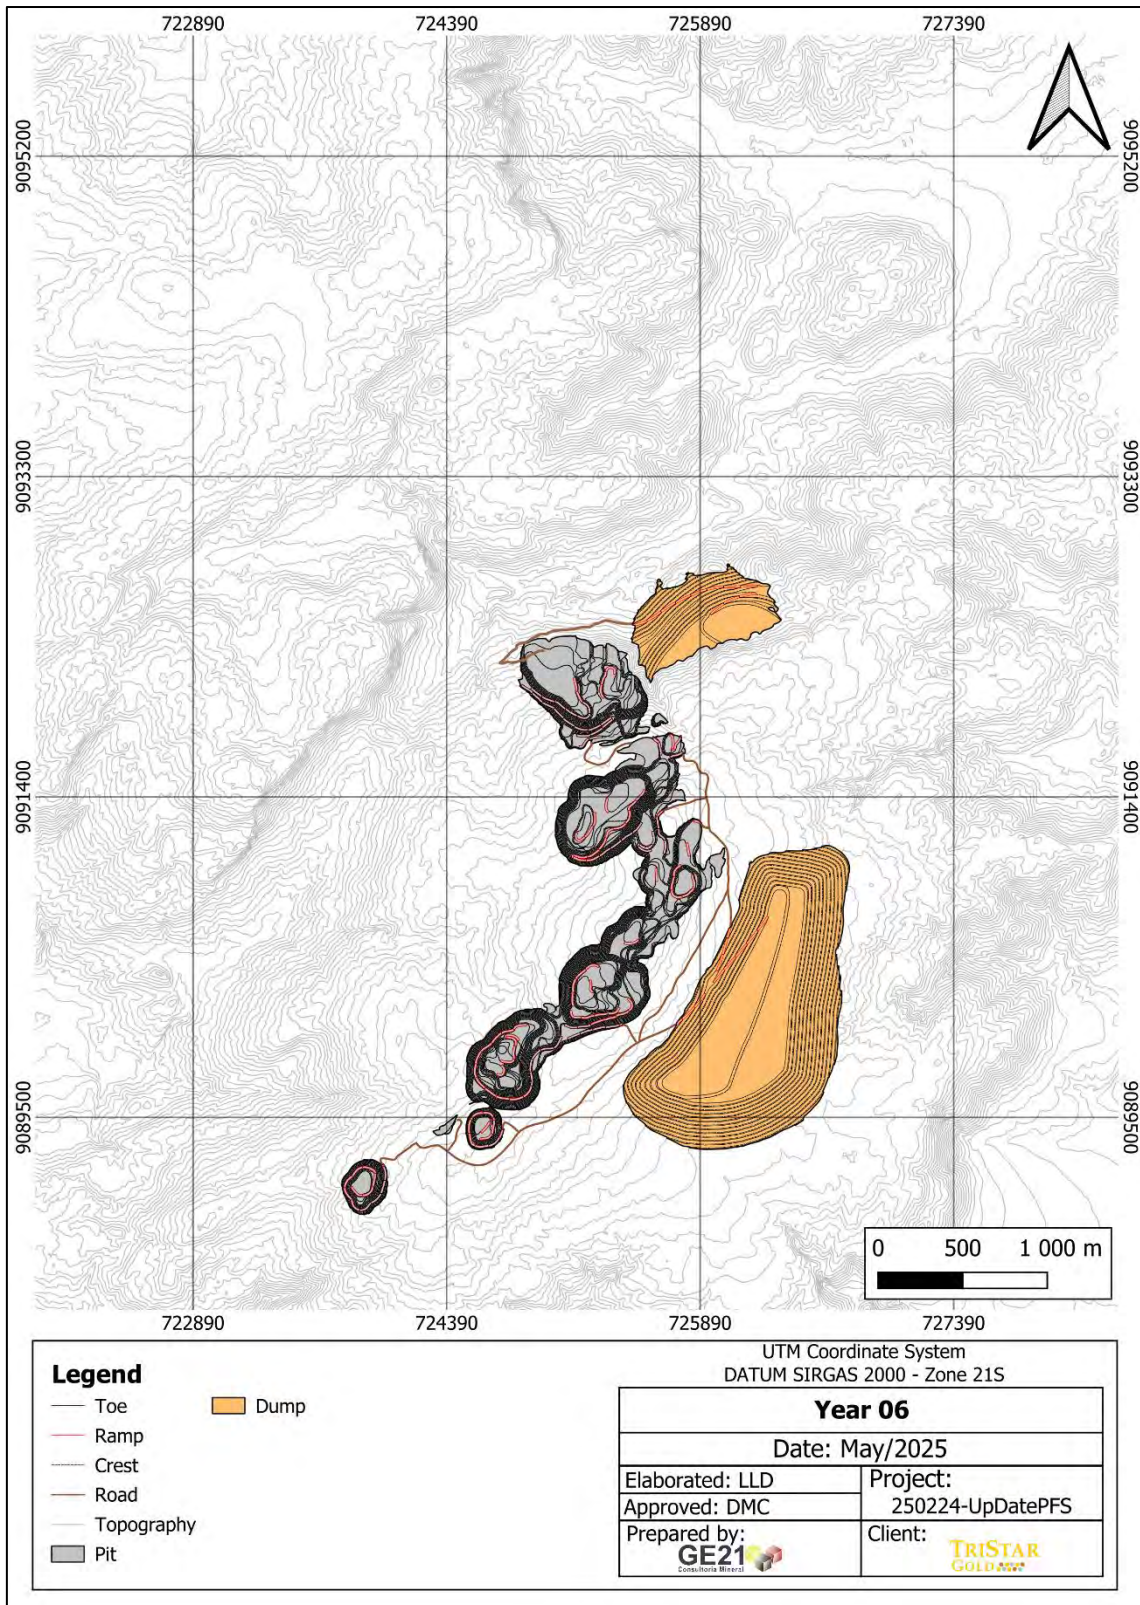 722890 724390 725890 727390
9095200 9095200
9093300 9093300
9091400 9091400
9089500 9089500
0 500 1 000 m
722890 724390 725890 727390
Legend
Toe
Ramp
Crest
Road
Topography
Pit
Dump
UTM Coordinate System
DATUM SIRGAS 2000 - Zone 21S
Year 06
Date: May/2025
Elaborated: LLD
Approved: DMC
Project:
250224-UpDatePFS
Prepared by:
GE21
Consultoria Mineral
Client:
TRISTAR
GOLD